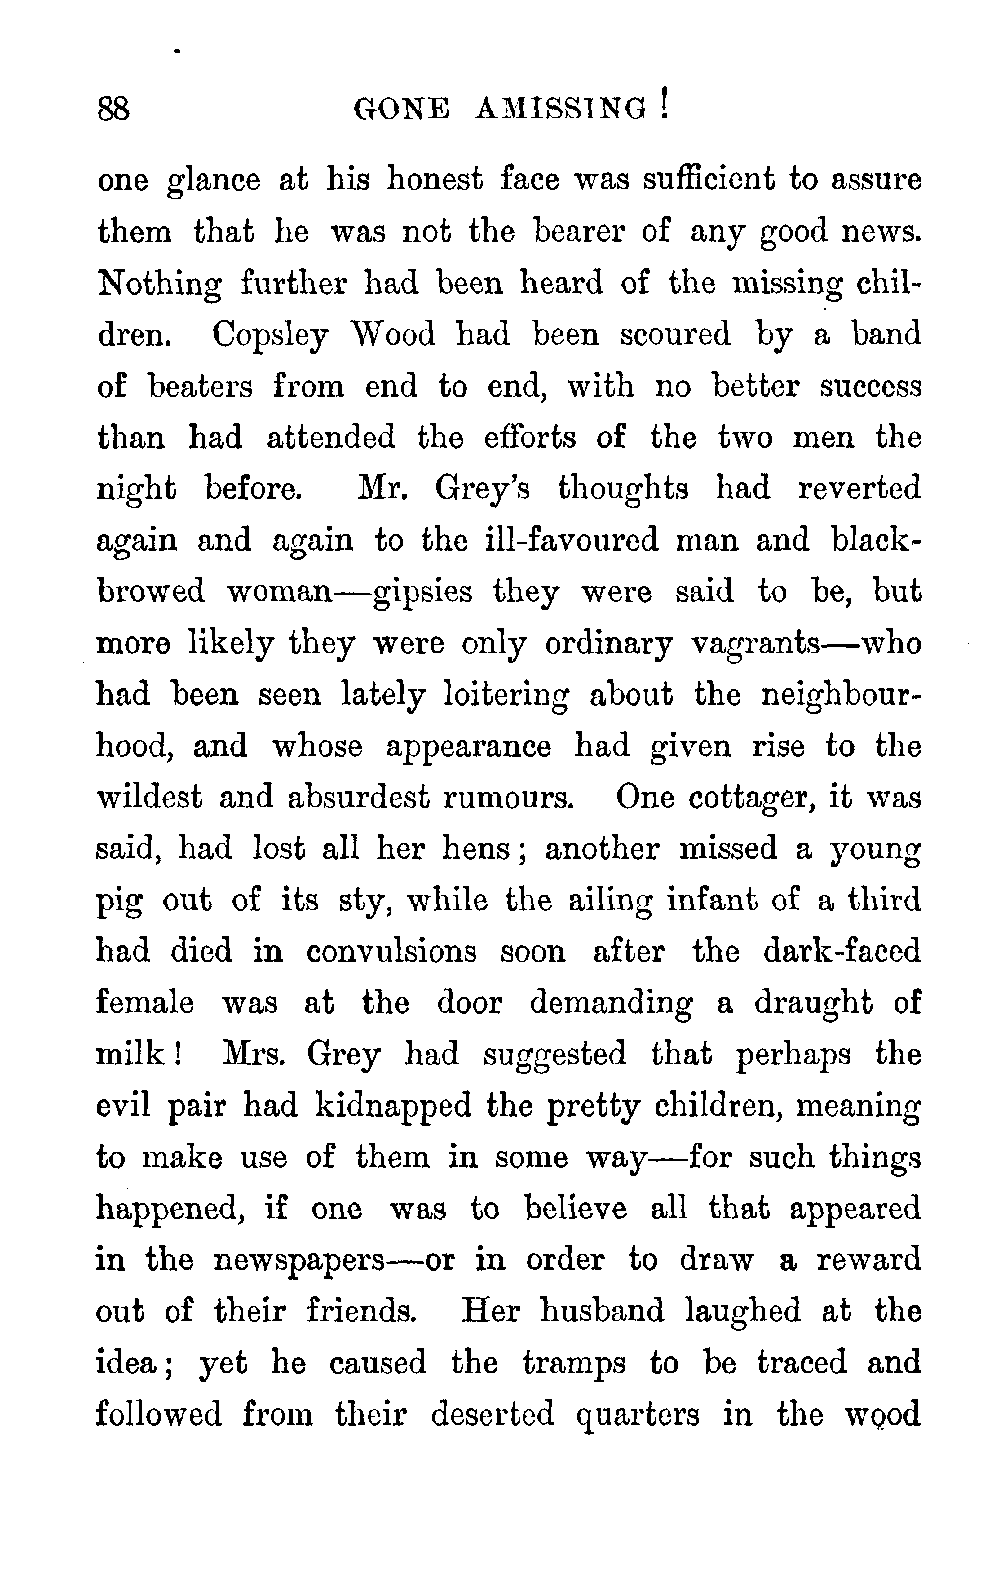 88 GONE AMISSING !
one glance at his honest face was sufficient to assure
them that he was not the bearer of any good news.
Nothing further had been heard of the missing chil-
dren. Copsley Wood had been scoured by a band
of beaters from end to end, with no better success
than had attended the efforts of the two men the
night before. Mr. Grey's thoughts had reverted
again and again to the ill-favoured man and black-
browed woman—gipsies they were said to be, but
more likely they were only ordinary vagrants—who
had been seen lately loitering about the neighbour-
hood, and whose appearance had given rise to the
wildest and absurdest rumours. One cottager, it was
said, had lost all her hens; another missed a young
pig out of its sty, while the ailing infant of a third
had died in convulsions soon after the dark-faced
female was at the door demanding a draught of
milk! Mrs. Grey had suggested that perhaps the
evil pair had kidnapped the pretty children, meaning
to make use of them in some way—for such things
happened, if one was to believe all that appeared
in the newspapers—or in order to draw a reward
out of their friends. Her husband laughed at the
idea; yet he caused the tramps to be traced and
followed from their deserted quarters in the wood